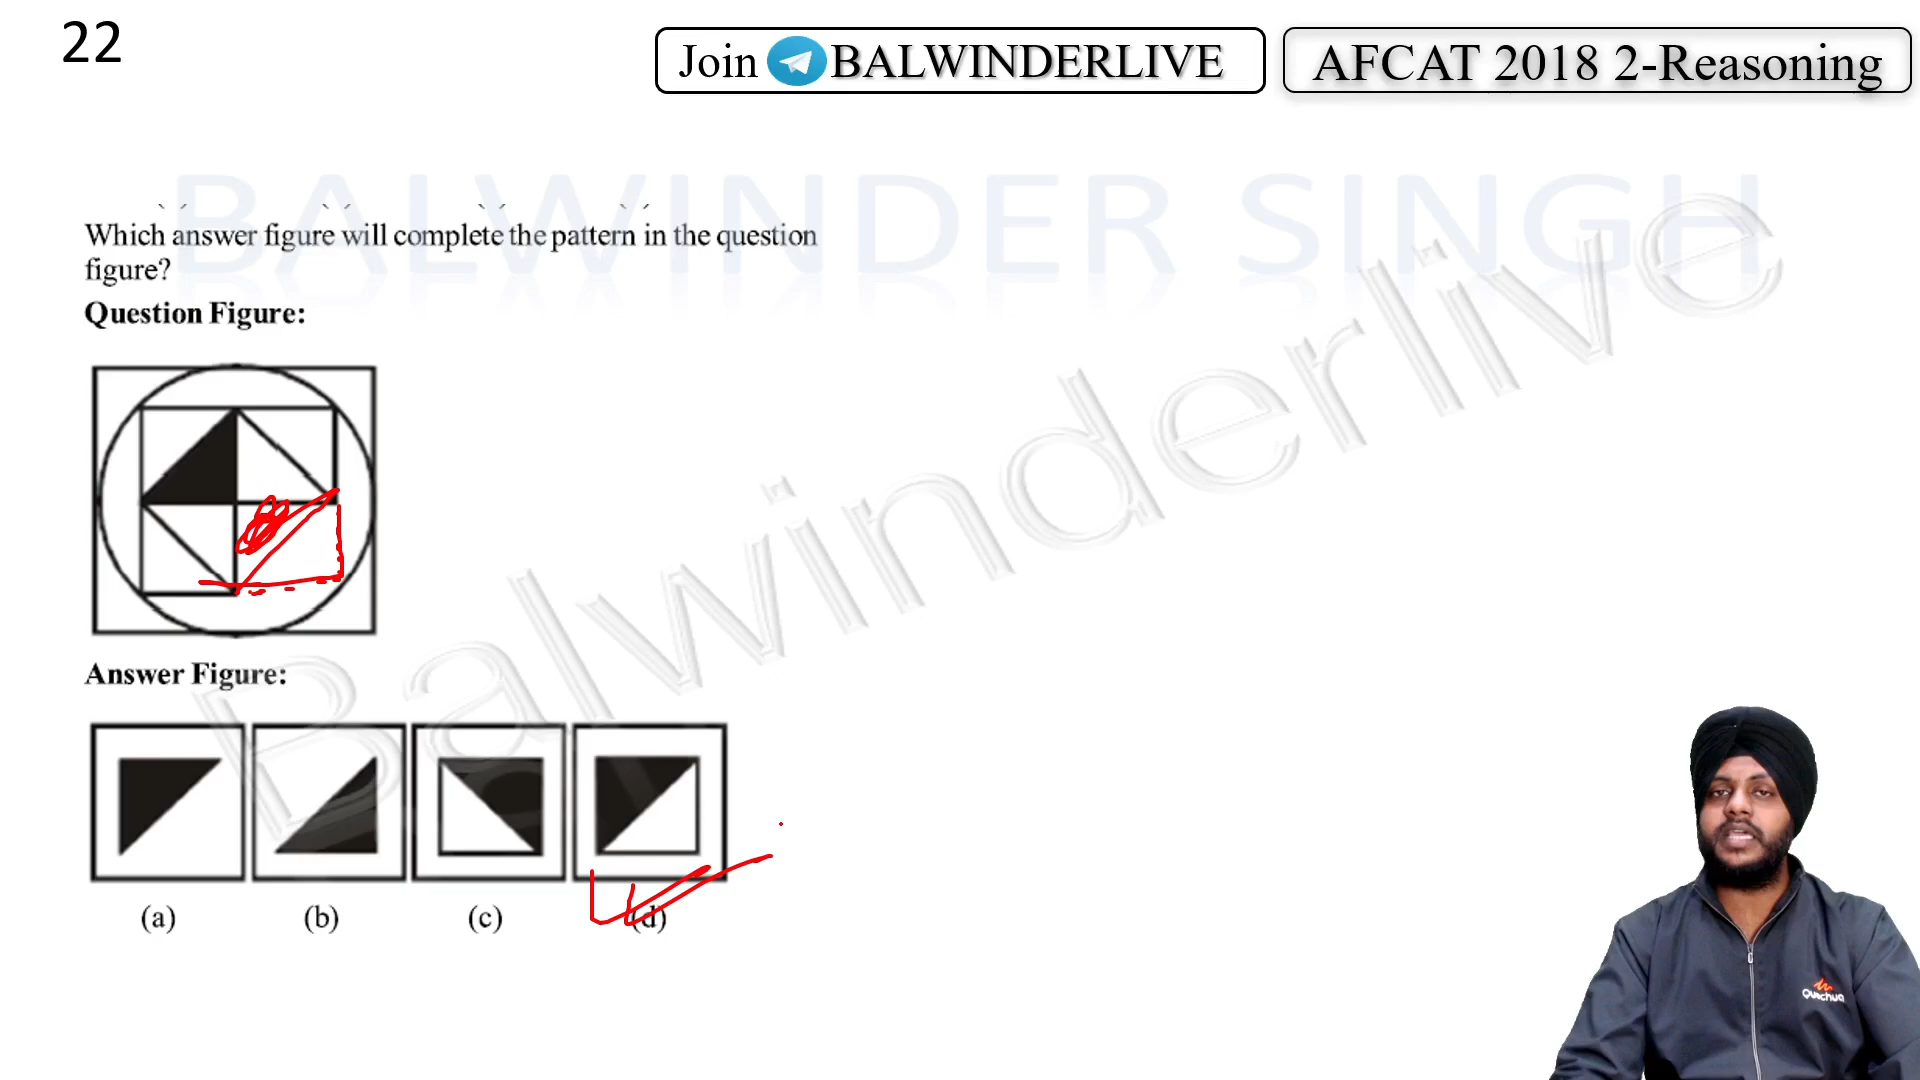 22
Join BALWINDERLIVE
AFCAT 2018 2-Reasoning
BALWINDER SINGH
Which answer figure will complete the pattern in the question
figure?
Question Figure:
Balwinderlive
Answer Figure:
(a) (b) (c) (d)
Quechua